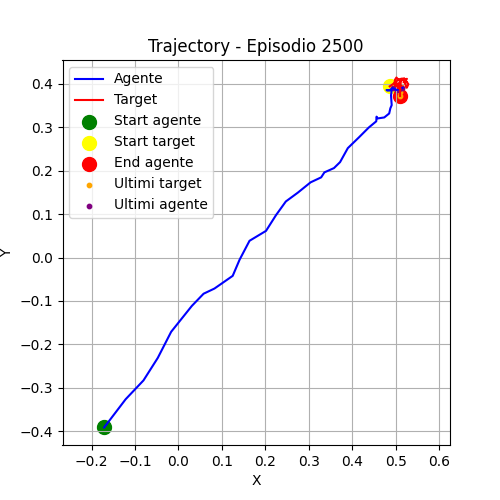 Trajectory - Episodio 2500
Agente
Target
Start agente
Start target
End agente
Ultimi target
Ultimi agente
0.4
0.3
0.2
0.1
0.0
−0.1
−0.2
−0.3
−0.4
Y
−0.2
−0.1
0.0
0.1
0.2
0.3
0.4
0.5
0.6
X